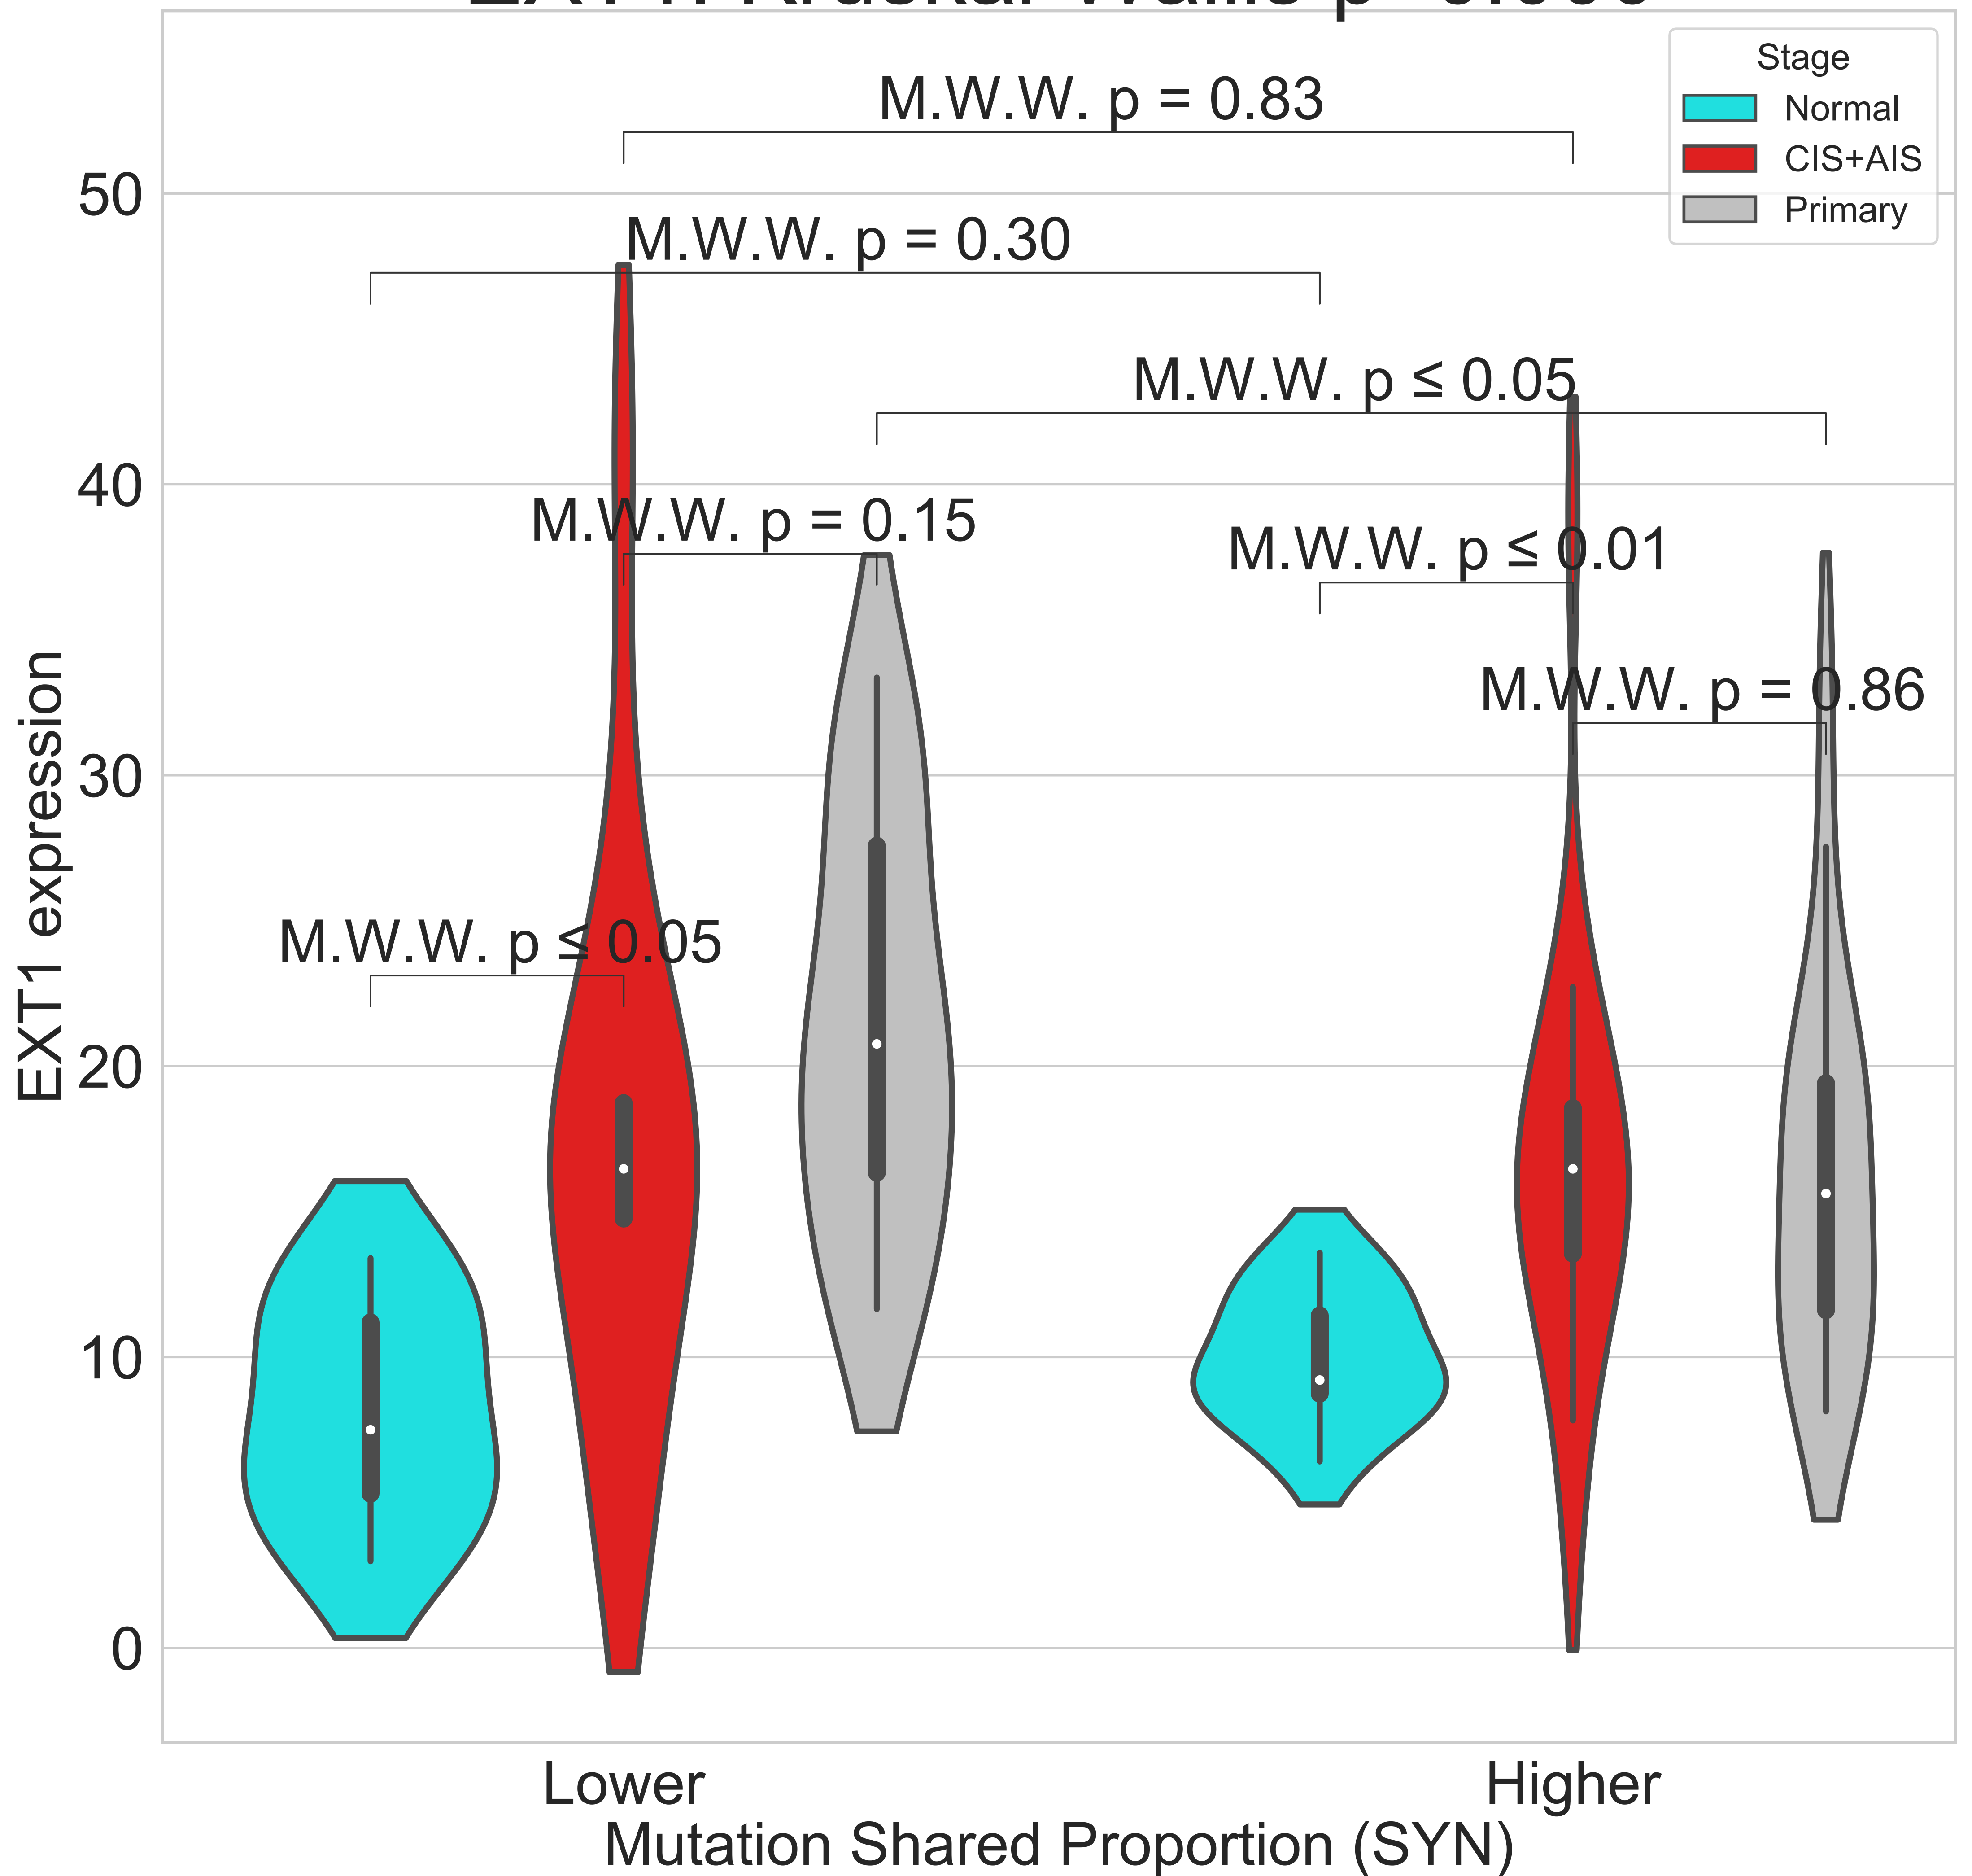 Stage
Normal
CIS+AIS
Primary
M.W.W. p = 0.83
M.W.W. p = 0.30
M.W.W. p ≤ 0.05
M.W.W. p = 0.15
M.W.W. p ≤ 0.01
M.W.W. p = 0.86
M.W.W. p ≤ 0.05
50
40
30
20
10
0
EXT1 expression
Lower
Higher
Mutation Shared Proportion (SYN)